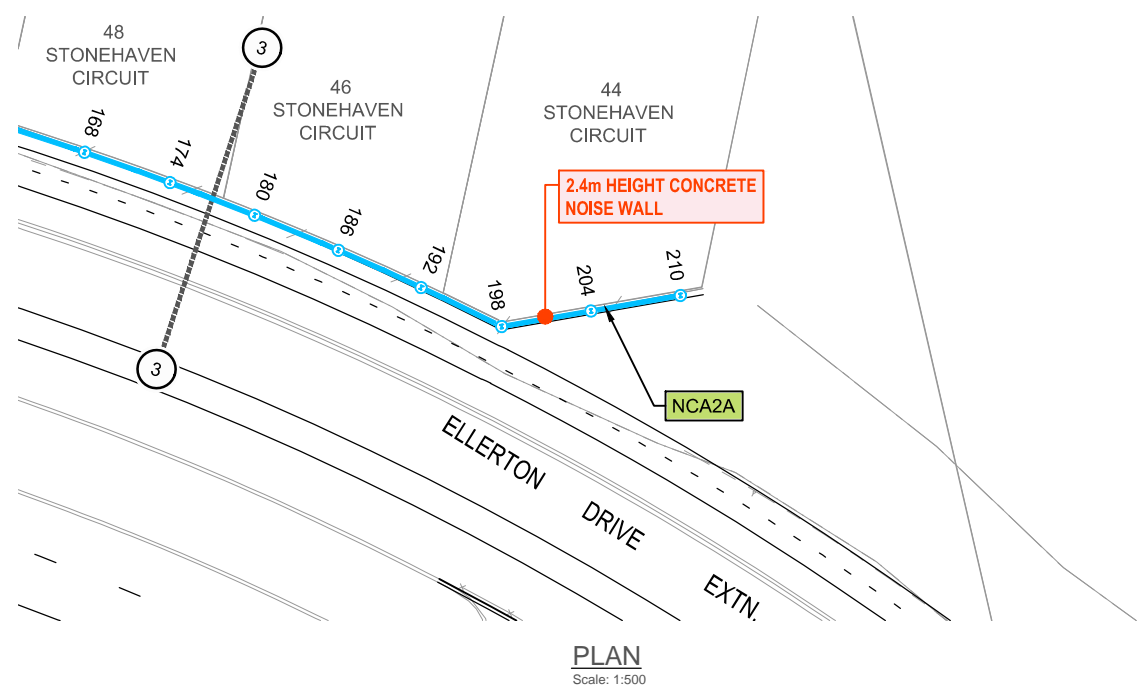 48
STONEHAVEN
CIRCUIT
3
46
STONEHAVEN
CIRCUIT
44
STONEHAVEN
CIRCUIT
168
174
180
186
192
198
204
210
2.4m HEIGHT CONCRETE
NOISE WALL
3
NCA2A
ELLERTON DRIVE EXTN.
PLAN
Scale: 1:500